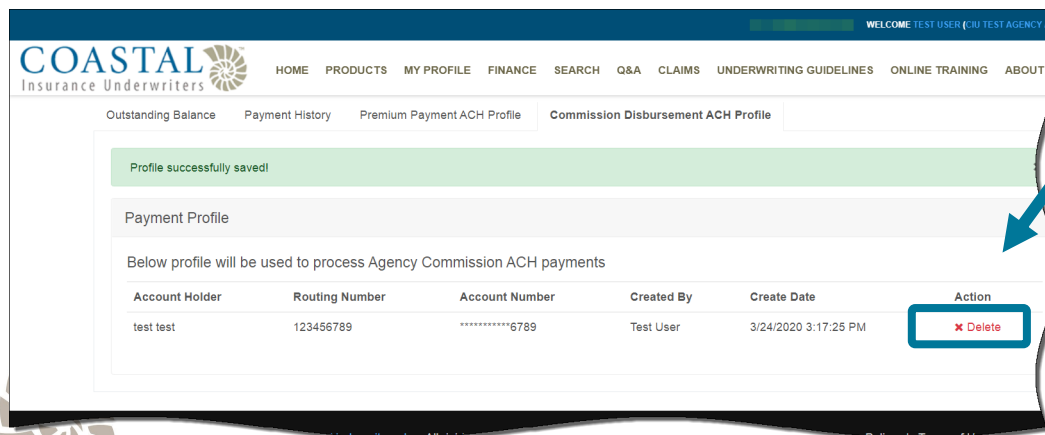 WELCOME TEST USER (CIU TEST AGENCY
COASTAL
Insurance Underwriters
HOME PRODUCTS MY PROFILE FINANCE SEARCH Q&A CLAIMS UNDERWRITING GUIDELINES ONLINE TRAINING ABOUT
Outstanding Balance Payment History Premium Payment ACH Profile Commission Disbursement ACH Profile
Profile successfully saved!
Payment Profile
Below profile will be used to process Agency Commission ACH payments
Account Holder Routing Number Account Number Created By Create Date Action
test test 123456789 ***********6789 Test User 3/24/2020 3:17:25 PM ✖ Delete